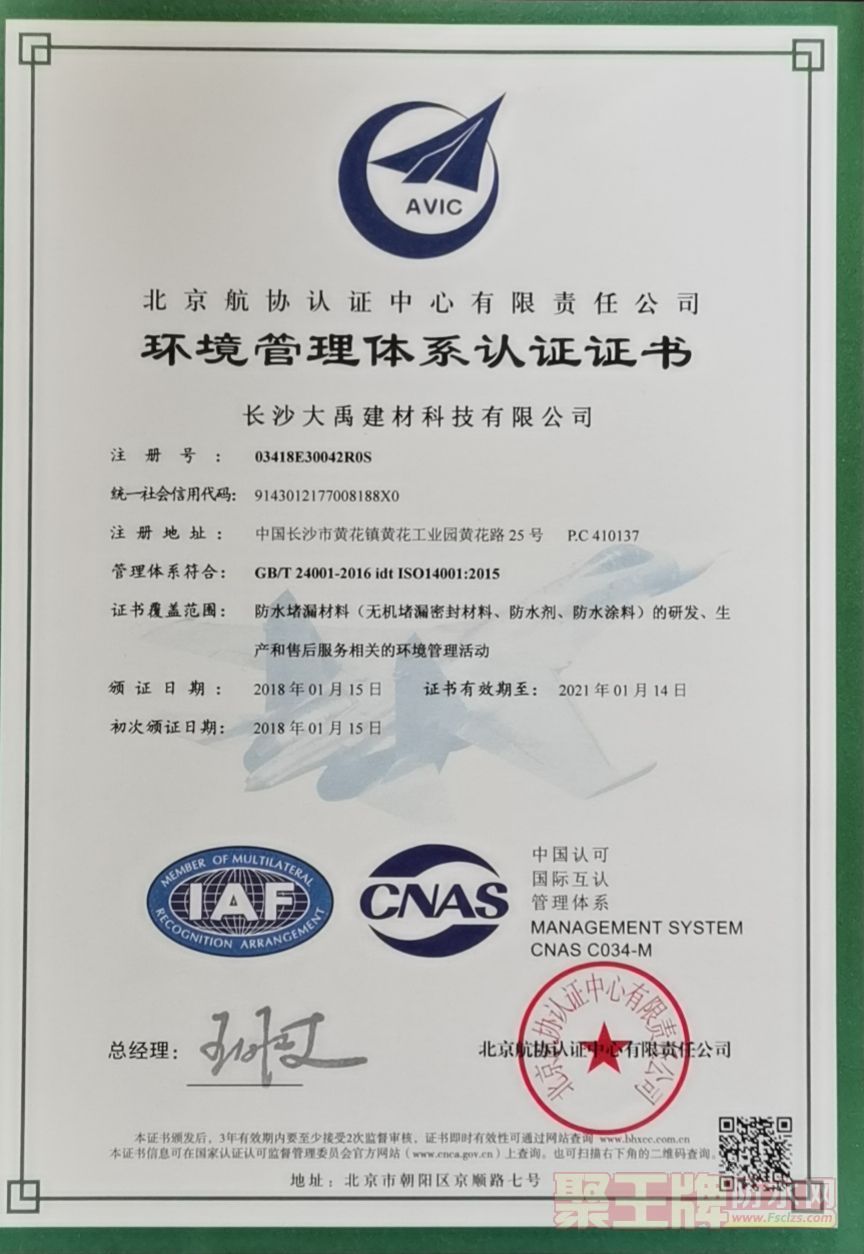 AVIC
北京航协认证中心有限责任公司
环境管理体系认证证书
长沙大禹建材科技有限公司
注册号： 03418E30042R0S
统一社会信用代码： 9143012177008188X0
注册地址： 中国长沙市黄花镇黄花工业园黄花路 25 号 P.C 410137
管理体系符合： GB/T 24001-2016 idt ISO14001:2015
证书覆盖范围： 防水堵漏材料（无机堵漏密封材料、防水剂、防水涂料）的研发、生
产和售后服务相关的环境管理活动
颁证日期： 2018 年 01 月 15 日 证书有效期至： 2021 年 01 月 14 日
初次颁证日期： 2018 年 01 月 15 日
MEMBER OF MULTILATERAL
IAF
RECOGNITION ARRANGEMENT
CNAS
中国认可
国际互认
管理体系
MANAGEMENT SYSTEM
CNAS C034-M
总经理：
北京航协认证中心有限责任公司
北京航协认证中心有限责任公司
本证书颁发后，3年有效期内要至少接受2次监督审核，证书即时有效性可通过网站查询 www.bhxcc.com.cn
本证书信息可在国家认证认可监督管理委员会官方网站（www.cnca.gov.cn）上查询。也可扫描右下角的二维码查询。
地址：北京市朝阳区京顺路七号
聚王牌防水网
www.Fsclzs.com